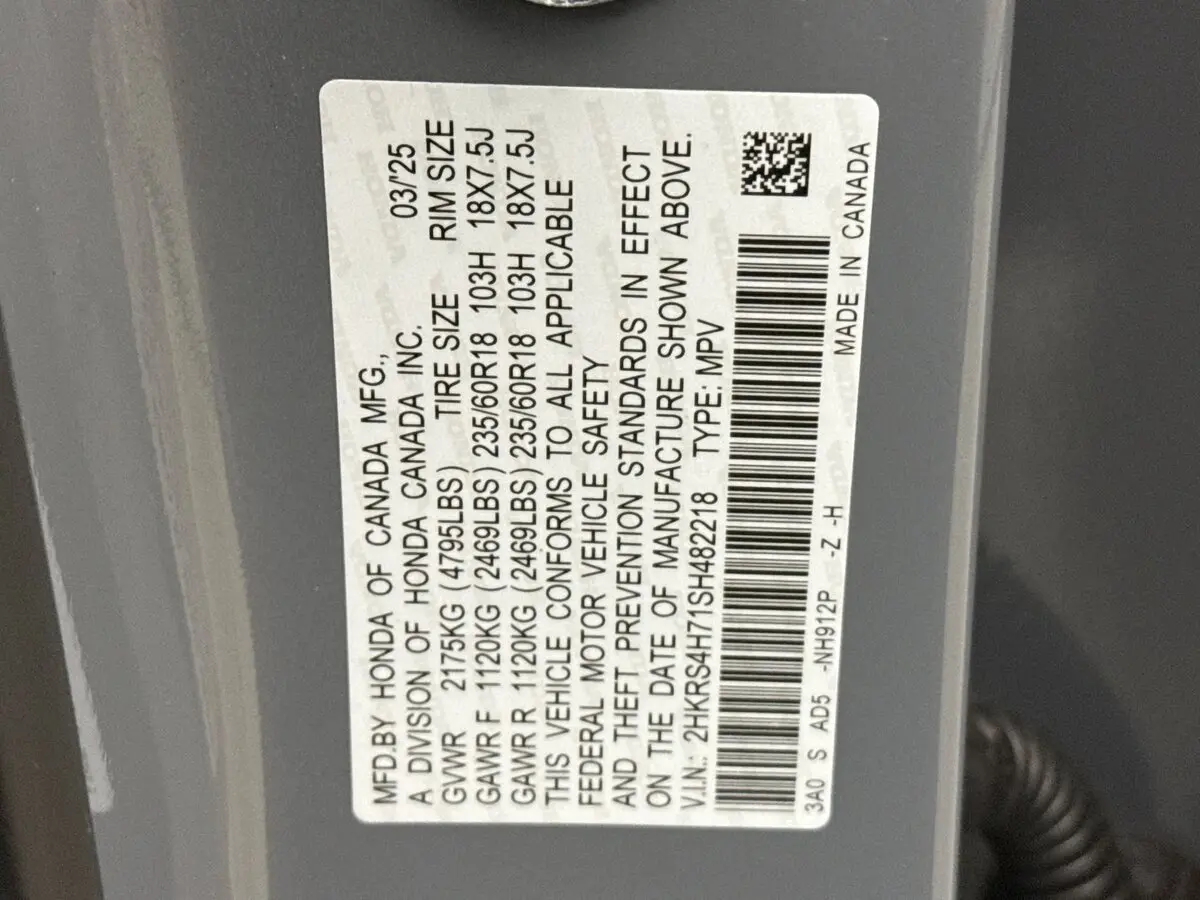 MFD.BY HONDA OF CANADA MFG.,
A DIVISION OF HONDA CANADA INC. 03/'25
GVWR 2175KG (4795LBS) TIRE SIZE RIM SIZE
GAWR F 1120KG (2469LBS) 235/60R18 103H 18X7.5J
GAWR R 1120KG (2469LBS) 235/60R18 103H 18X7.5J
THIS VEHICLE CONFORMS TO ALL APPLICABLE
FEDERAL MOTOR VEHICLE SAFETY
AND THEFT PREVENTION STANDARDS IN EFFECT
ON THE DATE OF MANUFACTURE SHOWN ABOVE.
V.I.N.: 2HKRS4H71SH482218 TYPE: MPV
3A0 S AD5 -NH912P -Z -H MADE IN CANADA